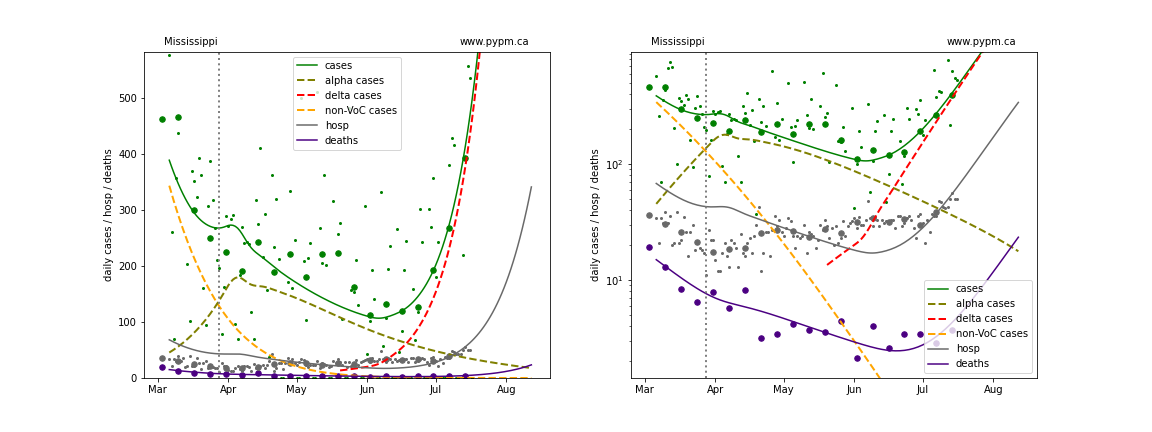 Mississippi www.pypm.ca
daily cases / hosp / deaths
500
400
300
200
100
0
cases
alpha cases
delta cases
non-VoC cases
hosp
deaths
Mar Apr May Jun Jul Aug
Mississippi www.pypm.ca
daily cases / hosp / deaths
10²
10¹
cases
alpha cases
delta cases
non-VoC cases
hosp
deaths
Mar Apr May Jun Jul Aug